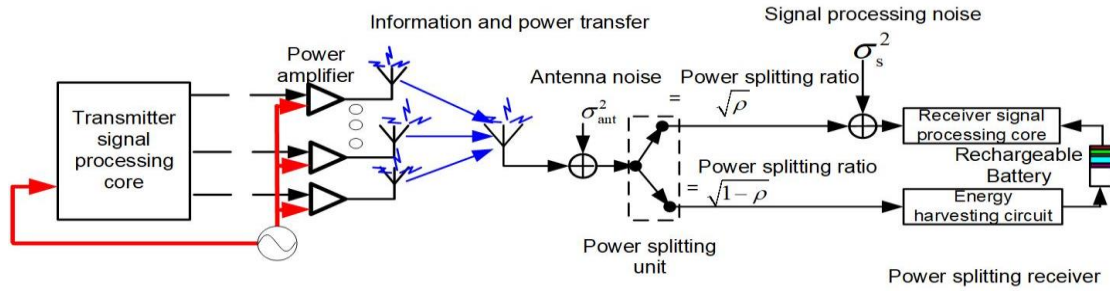 Information and power transfer
Signal processing noise
σ_s^2
Power
amplifier
Antenna noise
σ_ant^2
Power splitting ratio
= √ρ
Transmitter
signal
processing
core
Receiver signal
processing core
Rechargeable
Battery
Power splitting ratio
= √1−ρ
Energy
harvesting circuit
Power splitting
unit
Power splitting receiver